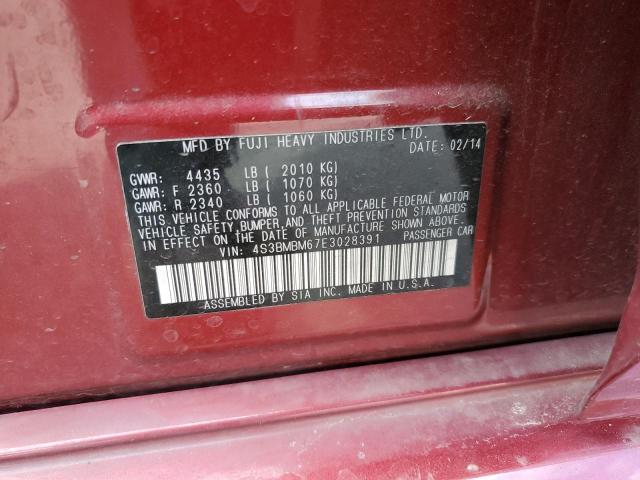 MFD BY FUJI HEAVY INDUSTRIES LTD.
DATE: 02/14
GVWR: 4435 LB ( 2010 KG)
GAWR: F 2360 LB ( 1070 KG)
GAWR: R 2340 LB ( 1060 KG)
THIS VEHICLE CONFORMS TO ALL APPLICABLE FEDERAL MOTOR
VEHICLE SAFETY, BUMPER, AND THEFT PREVENTION STANDARDS
IN EFFECT ON THE DATE OF MANUFACTURE SHOWN ABOVE.
VIN: 4S3BMBM67E3028391 PASSENGER CAR
ASSEMBLED BY SIA INC. MADE IN U.S.A.